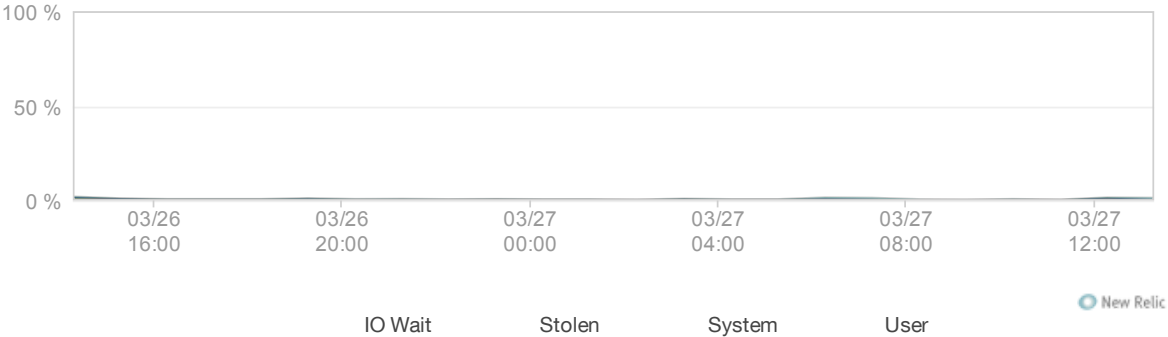 100 %
50 %
0 %
03/26 03/26 03/27 03/27 03/27 03/27
16:00 20:00 00:00 04:00 08:00 12:00
New Relic
IO Wait Stolen System User